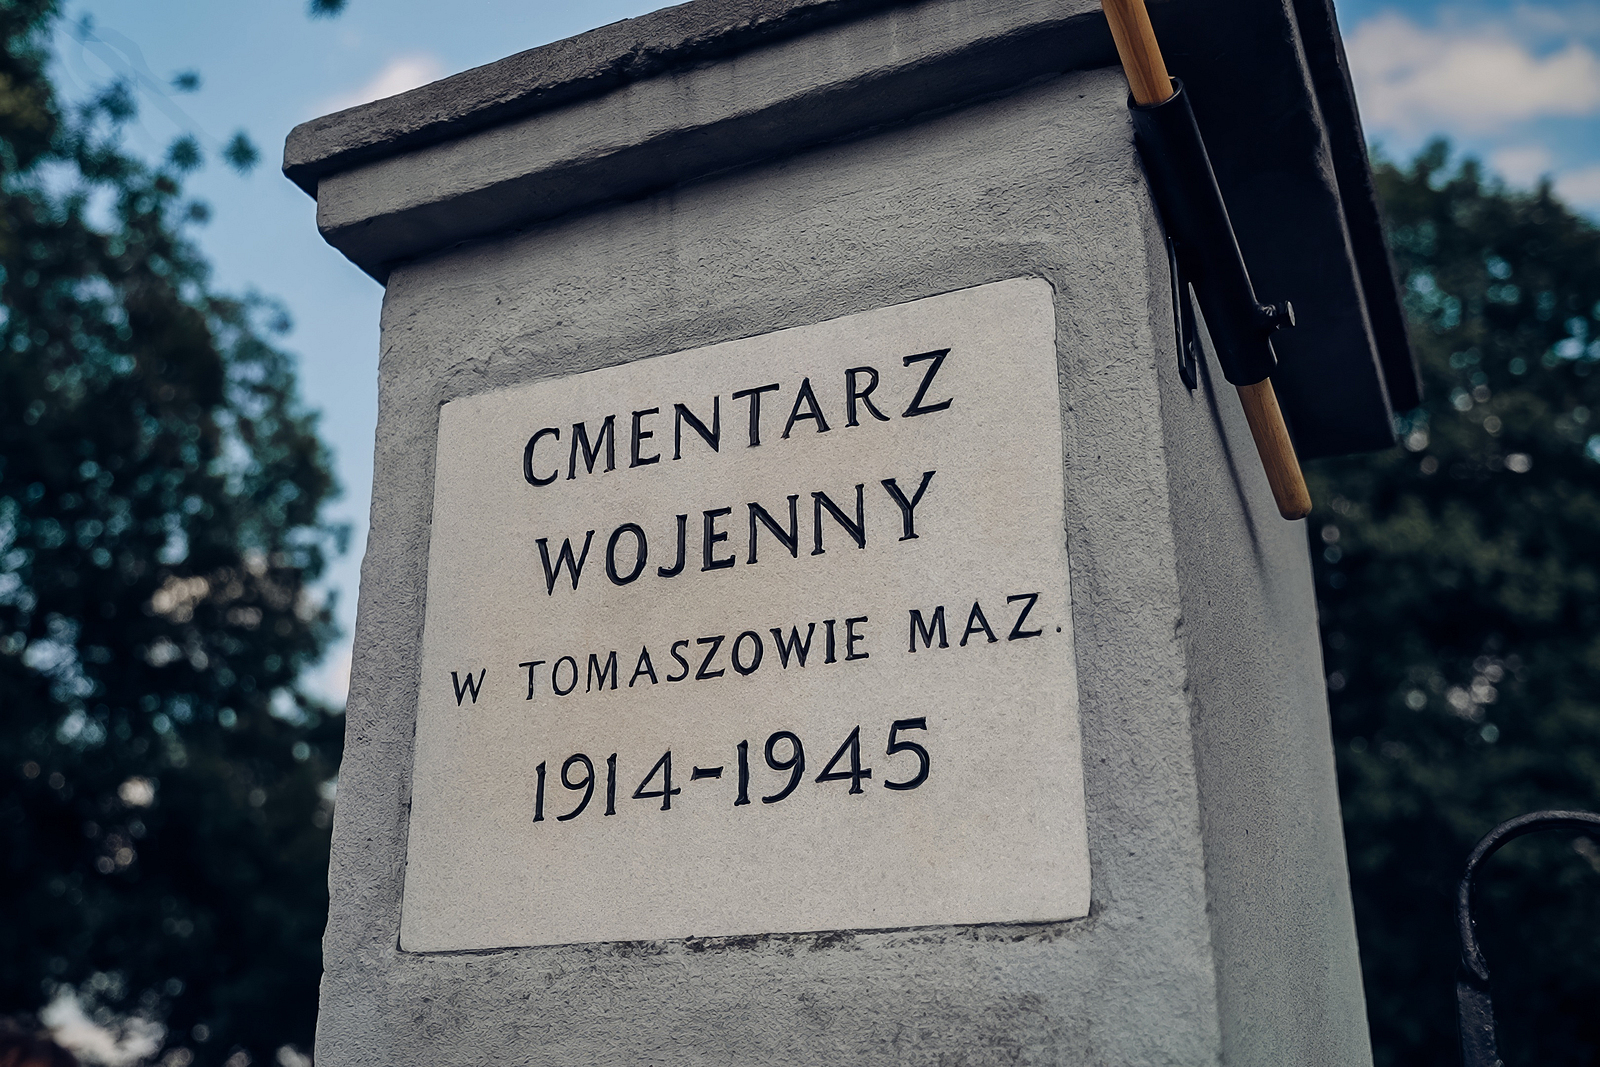 CMENTARZ
WOJENNY
W TOMASZOWIE MAZ.
1914-1945